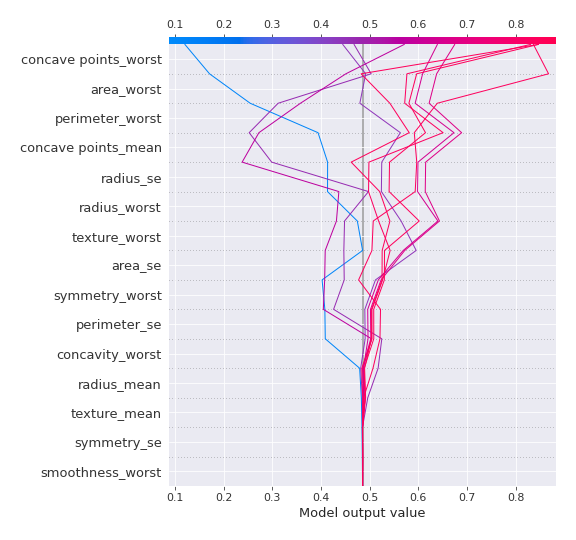 0.1 0.2 0.3 0.4 0.5 0.6 0.7 0.8
concave points_worst
area_worst
perimeter_worst
concave points_mean
radius_se
radius_worst
texture_worst
area_se
symmetry_worst
perimeter_se
concavity_worst
radius_mean
texture_mean
symmetry_se
smoothness_worst
0.1 0.2 0.3 0.4 0.5 0.6 0.7 0.8
Model output value